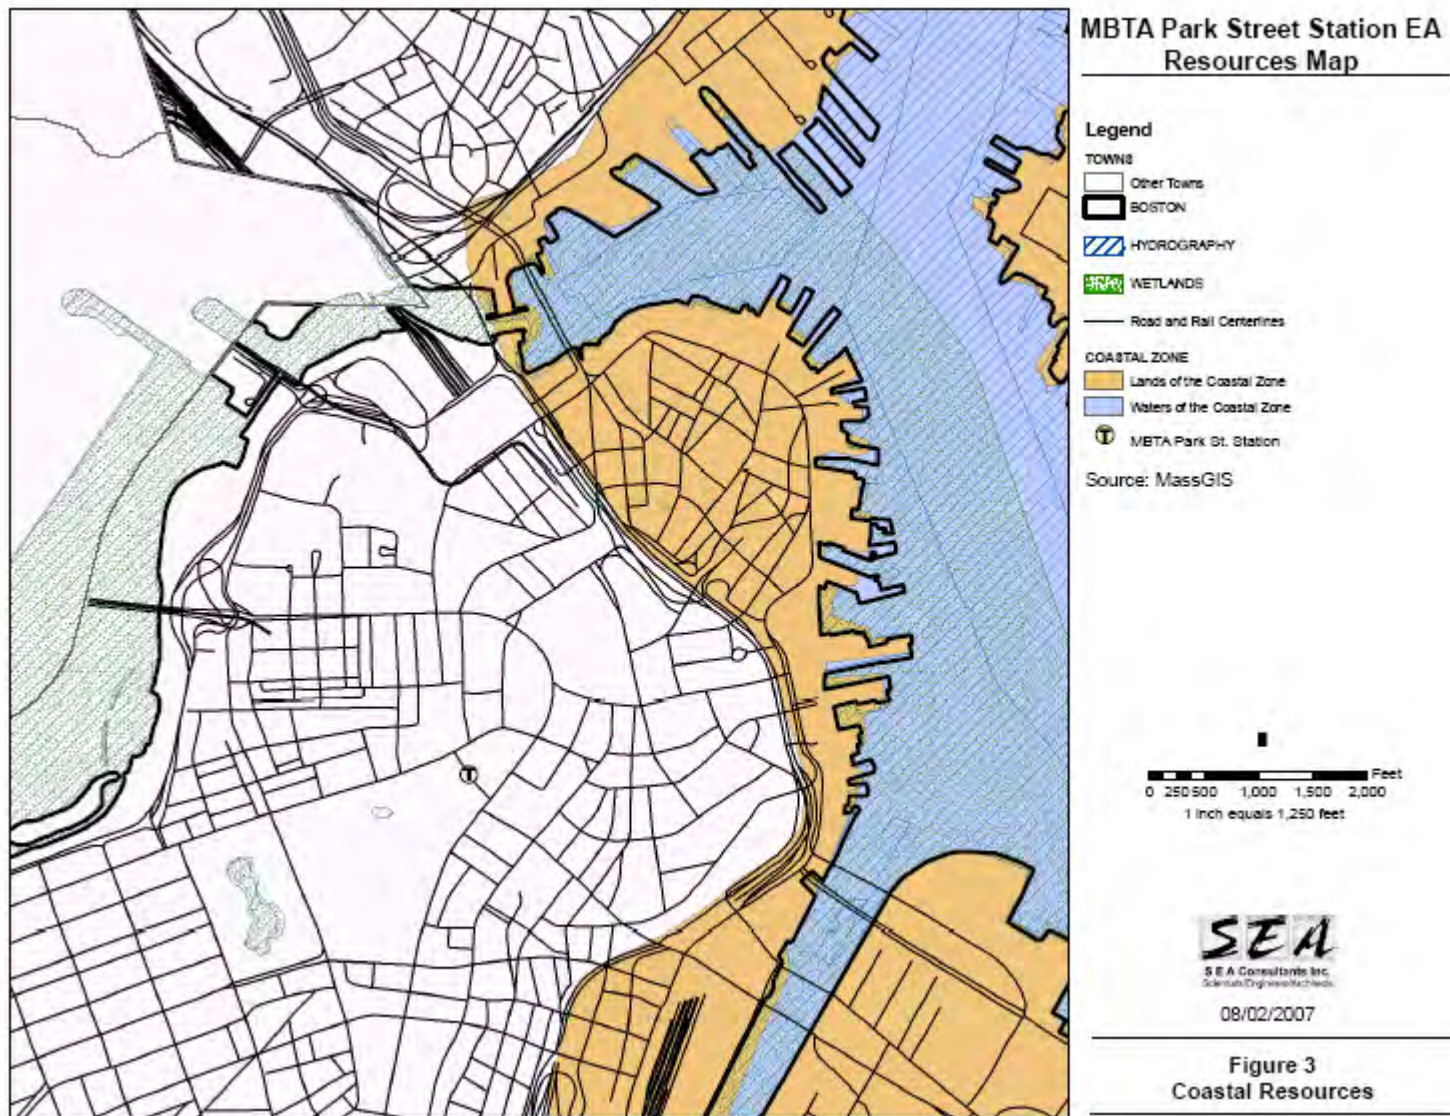 MBTA Park Street Station EA
Resources Map
Legend
TOWNS
Other Towns
BOSTON
HYDROGRAPHY
WETLANDS
Road and Rail Centerlines
COASTAL ZONE
Lands of the Coastal Zone
Waters of the Coastal Zone
T MBTA Park St. Station
Source: MassGIS
T
Feet
0 250 500 1,000 1,500 2,000
1 inch equals 1,250 feet
SEA
S E A Consultants Inc.
Scientists/Engineers/Architects
08/02/2007
Figure 3
Coastal Resources